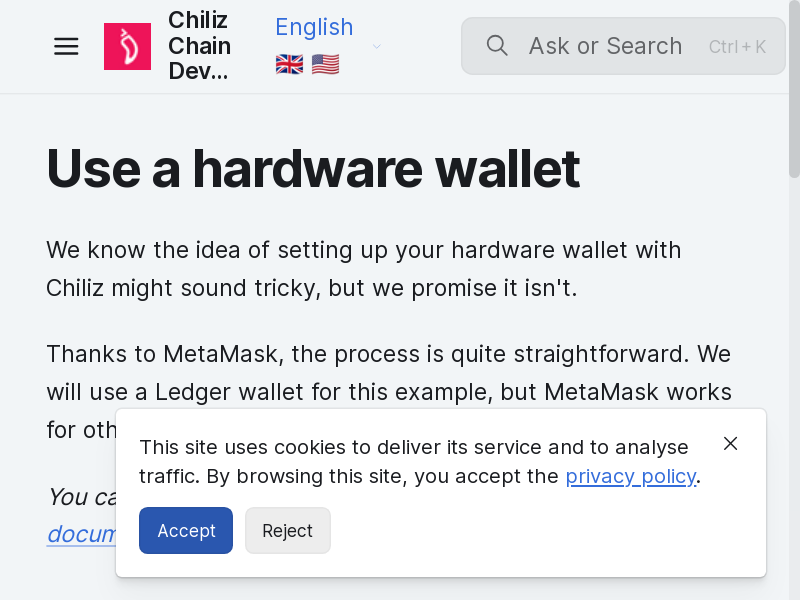 Chiliz
Chain
Dev...
English
Ask or Search
Ctrl + K
Use a hardware wallet
We know the idea of setting up your hardware wallet with
Chiliz might sound tricky, but we promise it isn't.
Thanks to MetaMask, the process is quite straightforward. We
will use a Ledger wallet for this example, but MetaMask works
for oth
You ca
docum
This site uses cookies to deliver its service and to analyse
traffic. By browsing this site, you accept the privacy policy.
Accept
Reject